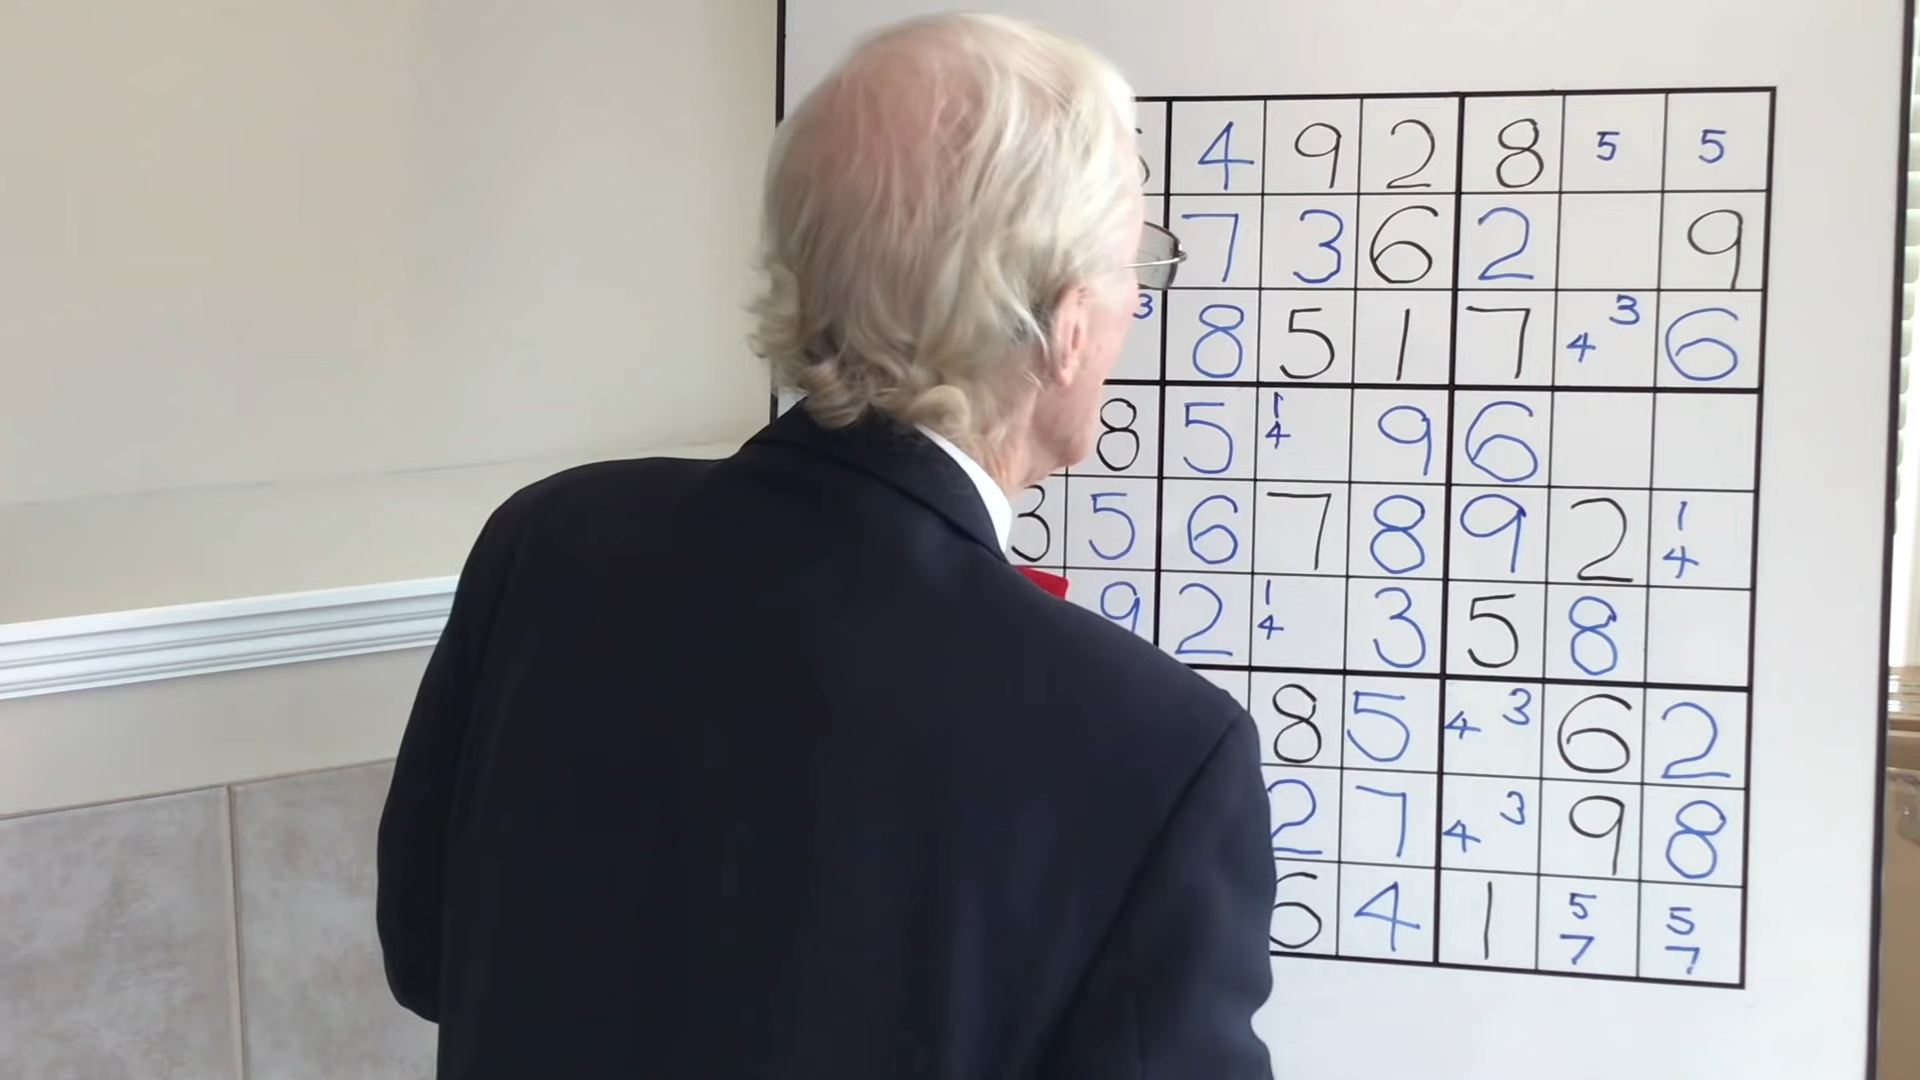 4 9 2 8 5 5
7 3 6 2 9
3 8 5 1 7 4 3 6
8 5 1 4 9 6
3 5 6 7 8 9 2 1 4
9 2 1 4 3 5 8
8 5 4 3 6 2
2 7 4 3 9 8
6 4 1 5 7 5 7